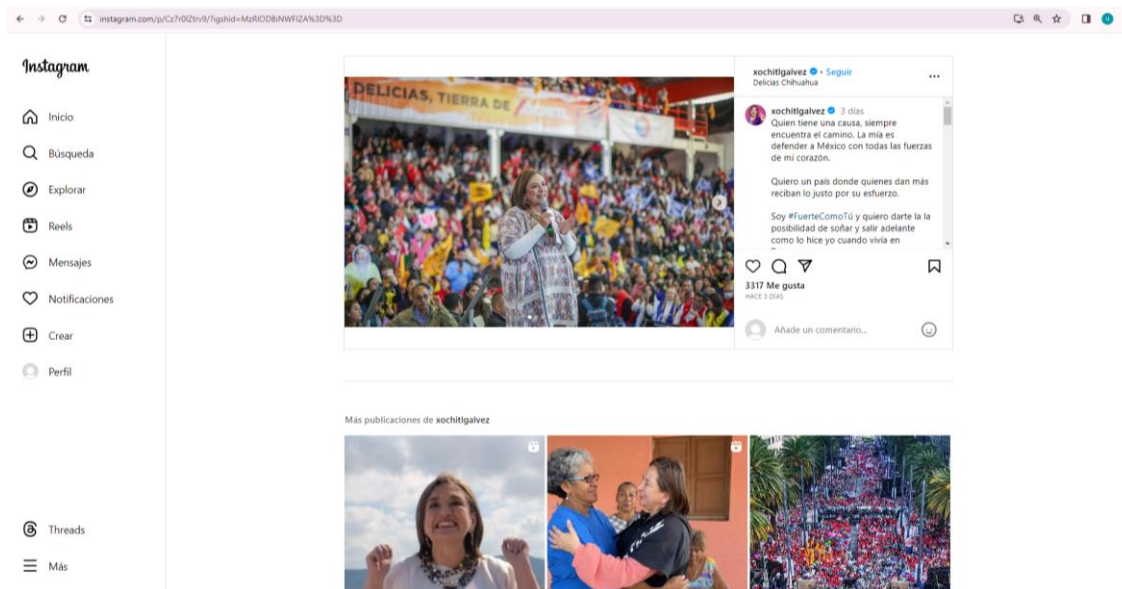 instagram.com/p/Cz7r0lZtrv9/?igshid=MzRlODBiNWFlZA%3D%3D
Instagram
Inicio
Búsqueda
Explorar
Reels
Mensajes
Notificaciones
Crear
Perfil
Threads
Más
DELICIAS, TIERRA DE
xochitlgalvez • Seguir
Delicias Chihuahua
xochitlgalvez 3 días
Quien tiene una causa, siempre
encuentra el camino. La mía es
defender a México con todas las fuerzas
de mi corazón.
Quiero un país donde quienes dan más
reciban lo justo por su esfuerzo.
Soy #FuerteComoTú y quiero darte la la
posibilidad de soñar y salir adelante
como lo hice yo cuando vivía en
3317 Me gusta
HACE 3 DÍAS
Añade un comentario...
Más publicaciones de xochitlgalvez